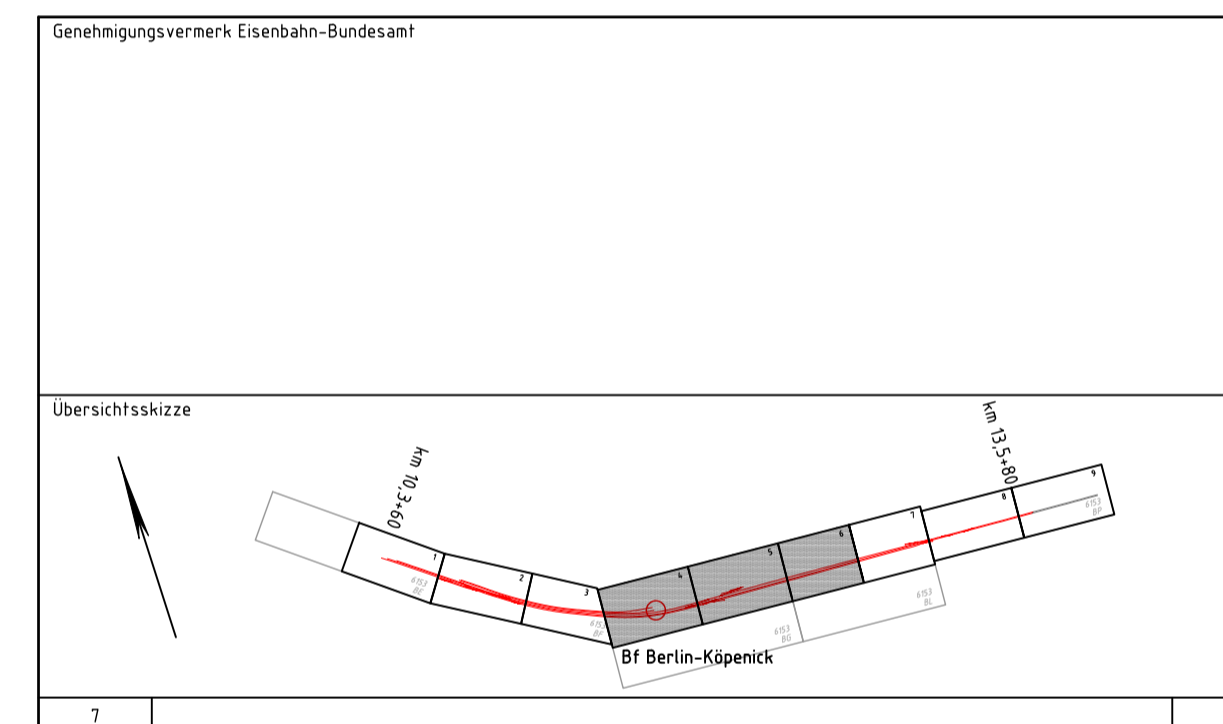 Genehmigungsvermerk Eisenbahn-Bundesamt
Übersichtsskizze
km 10,3+60
km 13,5+80
1
2
3
4
5
6
7
8
9
6153
BE
6153
BF
6153
BG
6153
BL
6153
BP
Bf Berlin-Köpenick
7